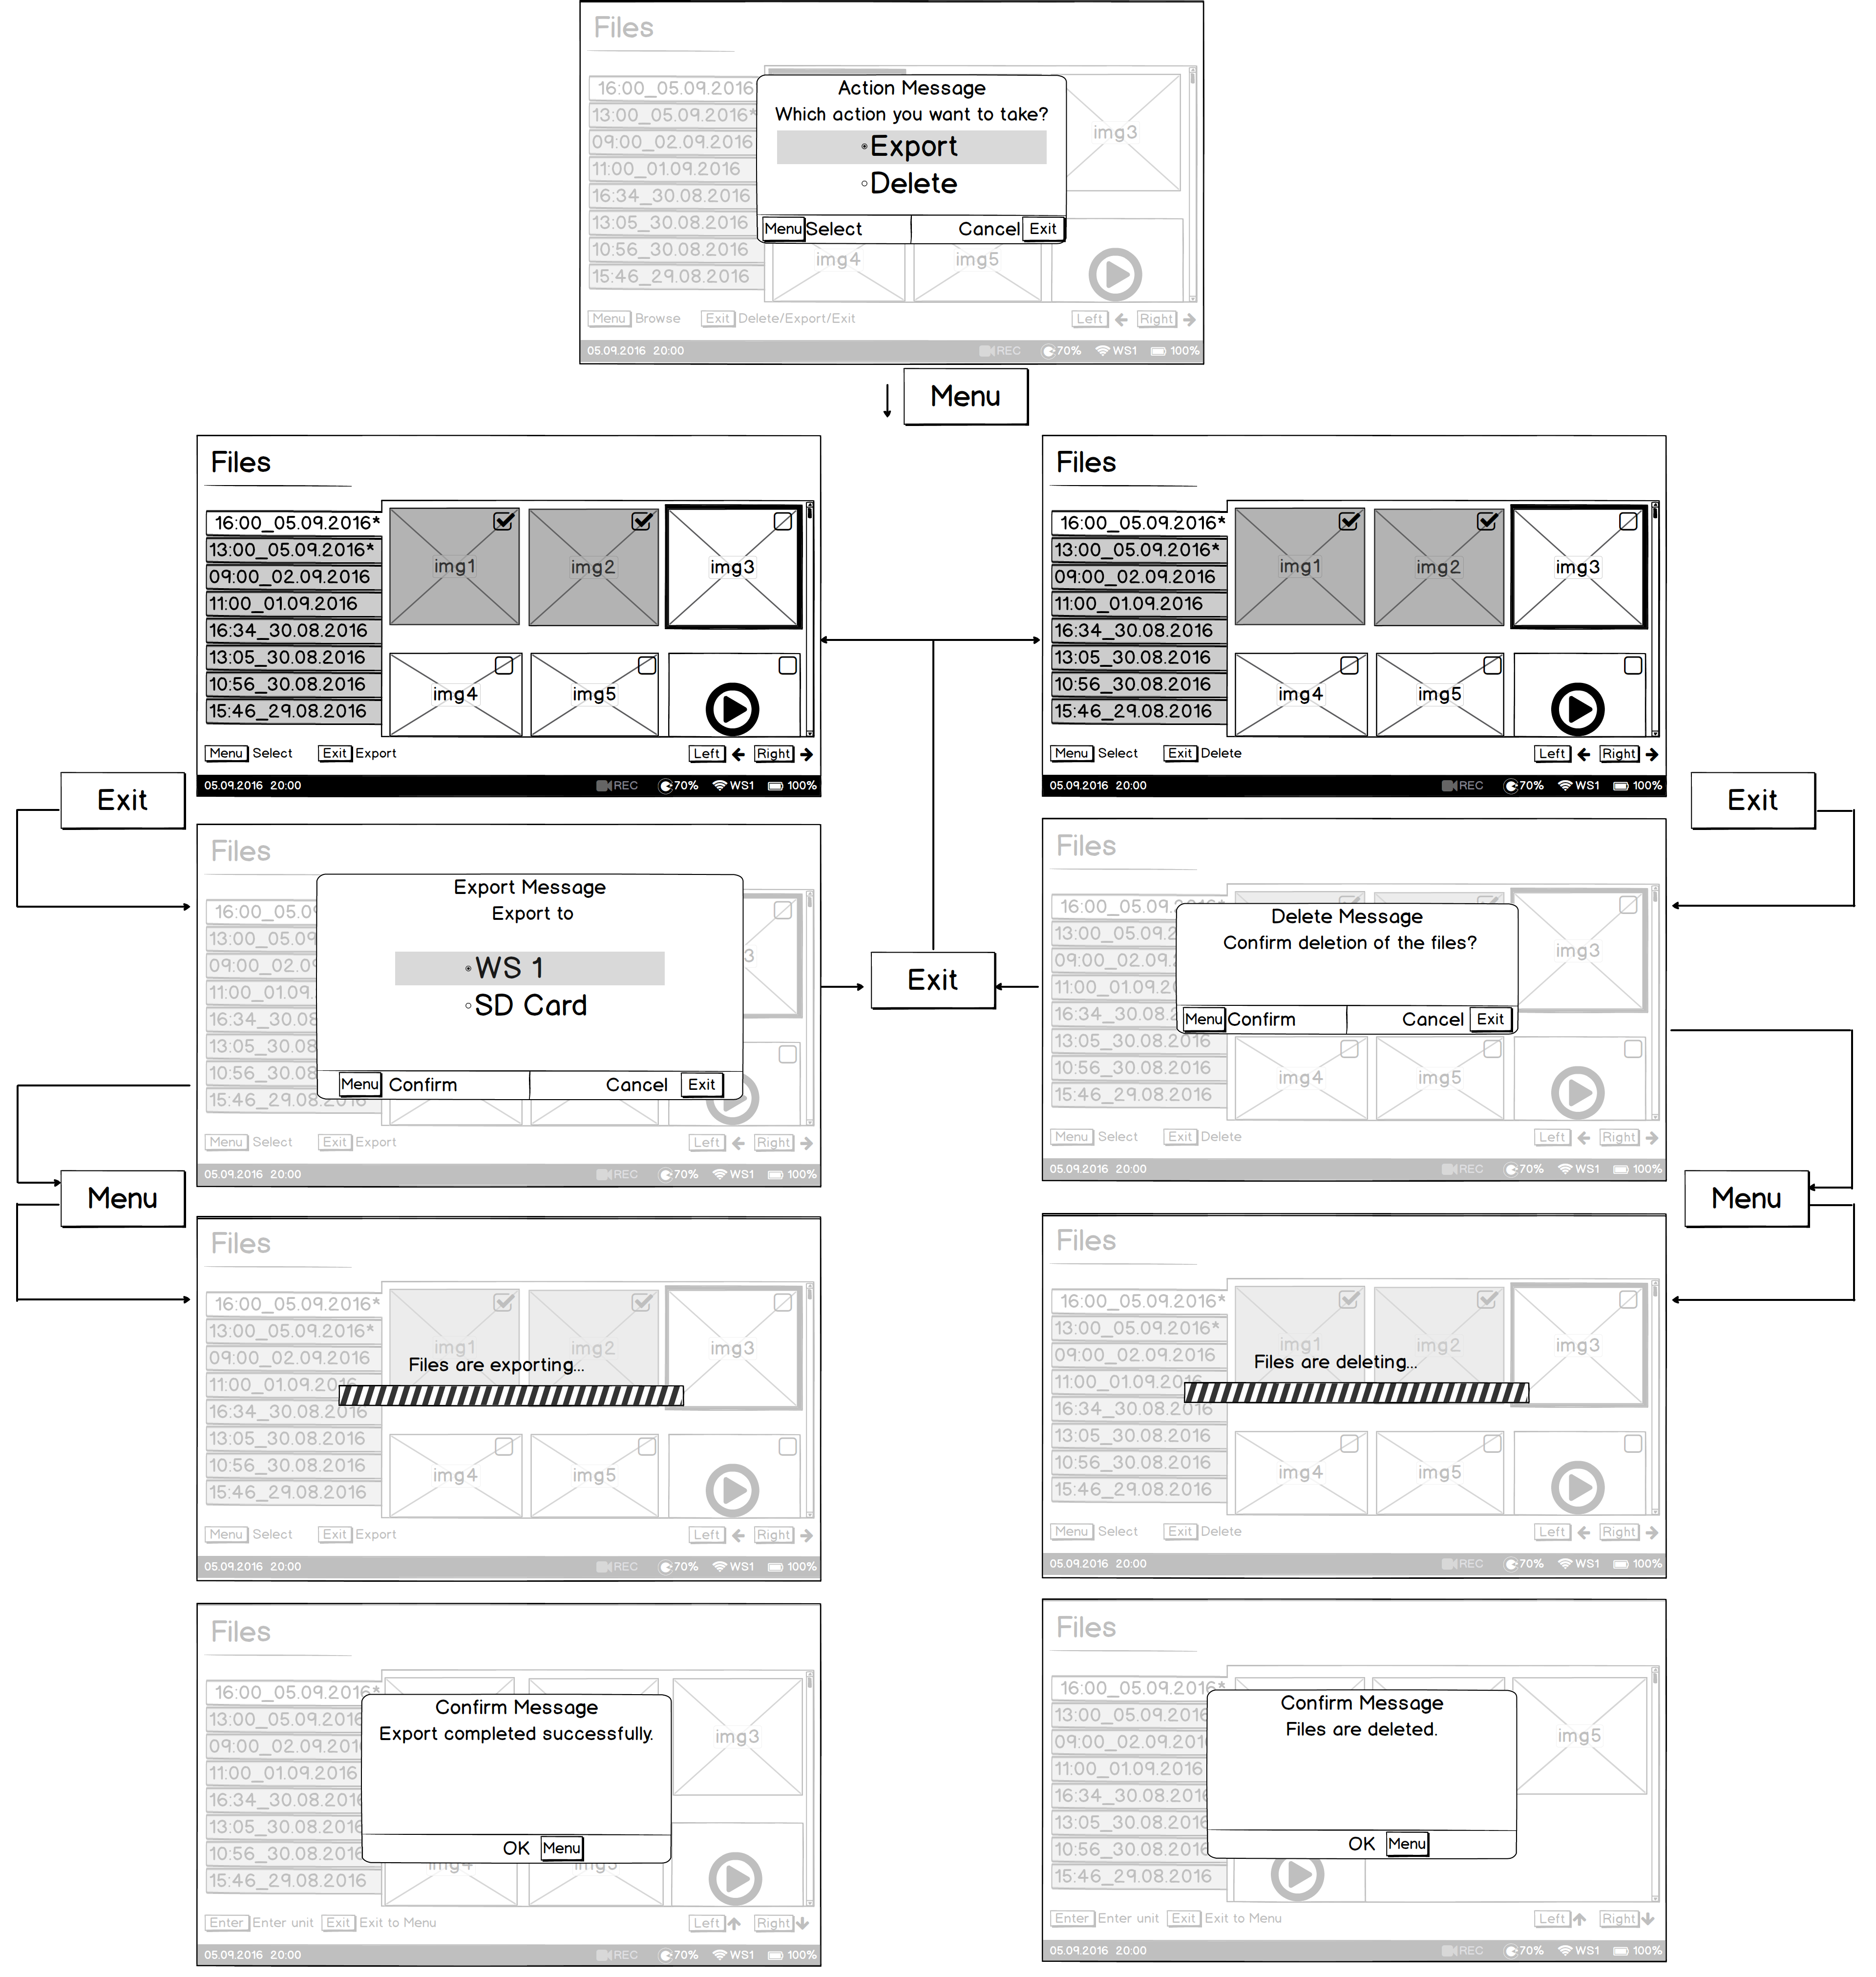 Files
Action Message
Which action you want to take?
Export
Delete
Menu Select Cancel Exit
16:00_05.09.2016
13:00_05.09.2016*
09:00_02.09.2016
11:00_01.09.2016
16:34_30.08.2016
13:05_30.08.2016
10:56_30.08.2016
15:46_29.08.2016
img3
img4 img5
Menu Browse Exit Delete/Export/Exit Left Right
05.09.2016 20:00 REC 70% WS1 100%
Menu
Files
16:00_05.09.2016*
13:00_05.09.2016*
09:00_02.09.2016
11:00_01.09.2016
16:34_30.08.2016
13:05_30.08.2016
10:56_30.08.2016
15:46_29.08.2016
img1 img2 img3
img4 img5
Menu Select Exit Export Left Right
05.09.2016 20:00 REC 70% WS1 100%
Files
16:00_05.09.2016*
13:00_05.09.2016*
09:00_02.09.2016
11:00_01.09.2016
16:34_30.08.2016
13:05_30.08.2016
10:56_30.08.2016
15:46_29.08.2016
img1 img2 img3
img4 img5
Menu Select Exit Delete Left Right
05.09.2016 20:00 REC 70% WS1 100%
Exit
Exit
Files
Export Message
Export to
WS 1
SD Card
Menu Confirm Cancel Exit
16:00_05.0
13:00_05.09
09:00_02.0
11:00_01.09.
16:34_30.08
13:05_30.08
10:56_30.08
15:46_29.08.2016
3
Menu Select Exit Export Left Right
05.09.2016 20:00 REC 70% WS1 100%
Exit
Files
Delete Message
Confirm deletion of the files?
Menu Confirm Cancel Exit
16:00_05.09.2016*
13:00_05.09.2
09:00_02.09.2
11:00_01.09.2
16:34_30.08.2
13:05_30.08.2016
10:56_30.08.2016
15:46_29.08.2016
img3
img4 img5
Menu Select Exit Delete Left Right
05.09.2016 20:00 REC 70% WS1 100%
Menu
Menu
Files
16:00_05.09.2016*
13:00_05.09.2016*
09:00_02.09.2016
11:00_01.09.2016
16:34_30.08.2016
13:05_30.08.2016
10:56_30.08.2016
15:46_29.08.2016
img1 img2 img3
Files are exporting...
img4 img5
Menu Select Exit Export Left Right
05.09.2016 20:00 REC 70% WS1 100%
Files
16:00_05.09.2016*
13:00_05.09.2016*
09:00_02.09.2016
11:00_01.09.2016
16:34_30.08.2016
13:05_30.08.2016
10:56_30.08.2016
15:46_29.08.2016
img1 img2 img3
Files are deleting...
img4 img5
Menu Select Exit Delete Left Right
05.09.2016 20:00 REC 70% WS1 100%
Files
Confirm Message
Export completed successfully.
OK Menu
16:00_05.09.2016*
13:00_05.09.2016
09:00_02.09.2016
11:00_01.09.2016
16:34_30.08.2016
13:05_30.08.2016
10:56_30.08.2016
15:46_29.08.2016
img3
img4 img5
Enter Enter unit Exit Exit to Menu Left Right
05.09.2016 20:00 REC 70% WS1 100%
Files
Confirm Message
Files are deleted.
OK Menu
16:00_05.09.2016*
13:00_05.09.2016
09:00_02.09.2016
11:00_01.09.2016
16:34_30.08.2016
13:05_30.08.2016
10:56_30.08.2016
15:46_29.08.2016
img5
Enter Enter unit Exit Exit to Menu Left Right
05.09.2016 20:00 REC 70% WS1 100%